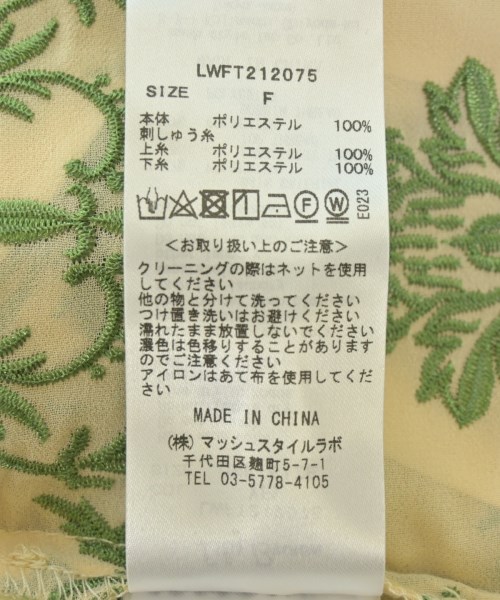 LWFT212075
SIZE F
本体 ポリエステル 100%
刺しゅう糸
上糸 ポリエステル 100%
下糸 ポリエステル 100%
F W E023
<お取り扱い上のご注意>
クリーニングの際はネットを使用
してください
他の物と分けて洗ってください
つけ置き洗いはお避けください
濡れたまま放置しないでください
濃色は色移りすることがあります
のでご注意ください
アイロンはあて布を使用してくだ
さい
MADE IN CHINA
(株) マッシュスタイルラボ
千代田区麹町5-7-1
TEL 03-5778-4105